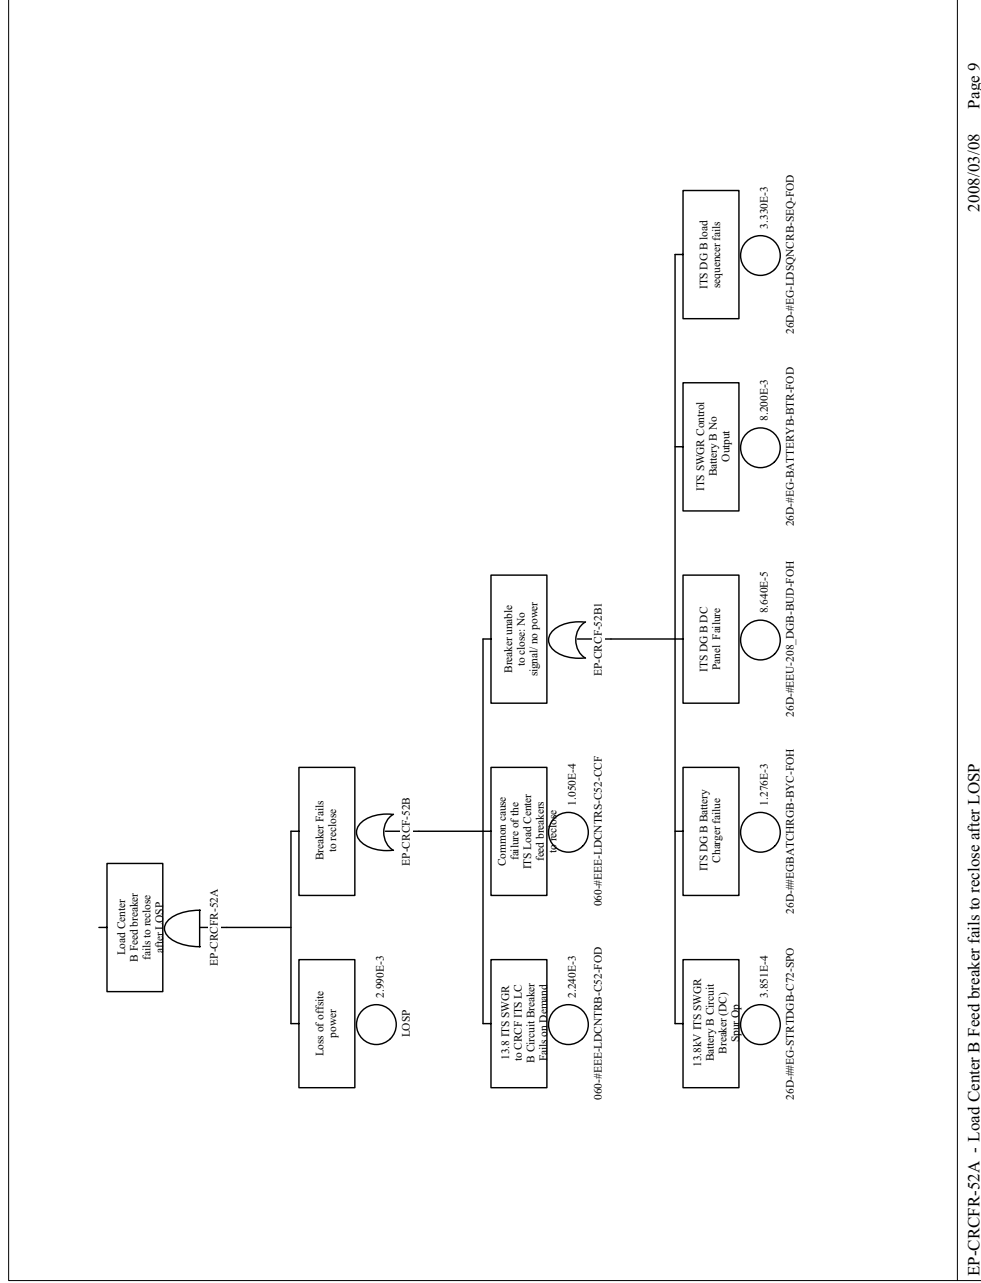 Load Center
B Feed breaker
fails to reclose
after LOSP
EP-CRCFR-52A
Loss of offsite
power
2.990E-3
LOSP
Breaker Fails
to reclose
EP-CRCF-52B
13.8 ITS SWGR
to CRCF ITS LC
B Circuit Breaker
Fails on Demand
2.240E-3
060-#EEE-LDCNTRB-C52-FOD
Common cause
failure of the
ITS Load Center
feed breakers
to reclose
1.050E-4
060-#EEE-LDCNTRS-C52-CCF
Breaker unable
to close: No
signal/ no power
EP-CRCF-52B1
13.8kV ITS SWGR
Battery B Circuit
Breaker (DC)
Spur Op
3.851E-4
26D-##EG-STRTDGB-C72-SPO
ITS DG B Battery
Charger failue
1.276E-3
26D-##EGBATCHRGB-BYC-FOH
ITS DG B DC
Panel Failure
8.640E-5
26D-#EEU-208_DGB-BUD-FOH
ITS SWGR Control
Battery B No
Output
8.200E-3
26D-#EG-BATTERYB-BTR-FOD
ITS DG B load
sequencer fails
3.330E-3
26D-#EG-LDSQNCRB-SEQ-FOD
EP-CRCFR-52A - Load Center B Feed breaker fails to reclose after LOSP
2008/03/08 Page 9